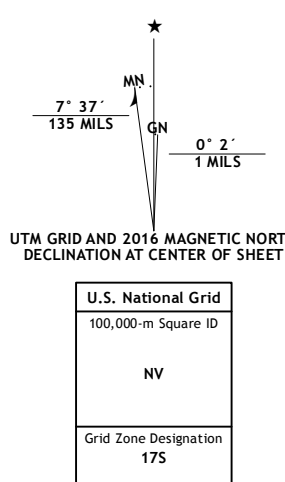 MN
7° 37´
135 MILS
GN
0° 2´
1 MILS
UTM GRID AND 2016 MAGNETIC NORT
DECLINATION AT CENTER OF SHEET
U.S. National Grid
100,000-m Square ID
NV
Grid Zone Designation
17S